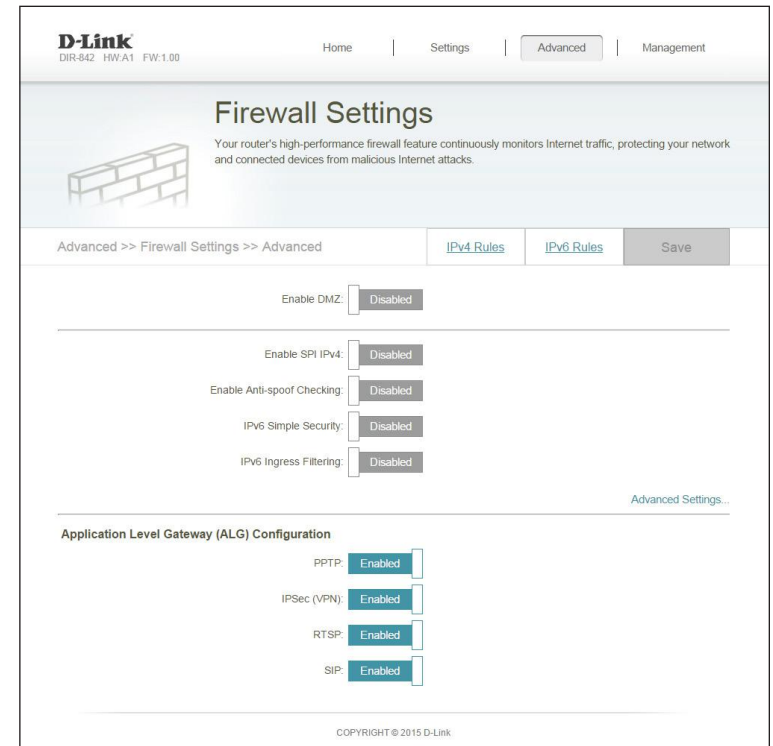 D-Link
DIR-842 HW:A1 FW:1.00
Home
Settings
Advanced
Management
Firewall Settings
Your router's high-performance firewall feature continuously monitors Internet traffic, protecting your network
and connected devices from malicious Internet attacks.
Advanced >> Firewall Settings >> Advanced
IPv4 Rules
IPv6 Rules
Save
Enable DMZ: Disabled
Enable SPI IPv4: Disabled
Enable Anti-spoof Checking: Disabled
IPv6 Simple Security: Disabled
IPv6 Ingress Filtering: Disabled
Advanced Settings...
Application Level Gateway (ALG) Configuration
PPTP: Enabled
IPSec (VPN): Enabled
RTSP: Enabled
SIP: Enabled
COPYRIGHT © 2015 D-Link